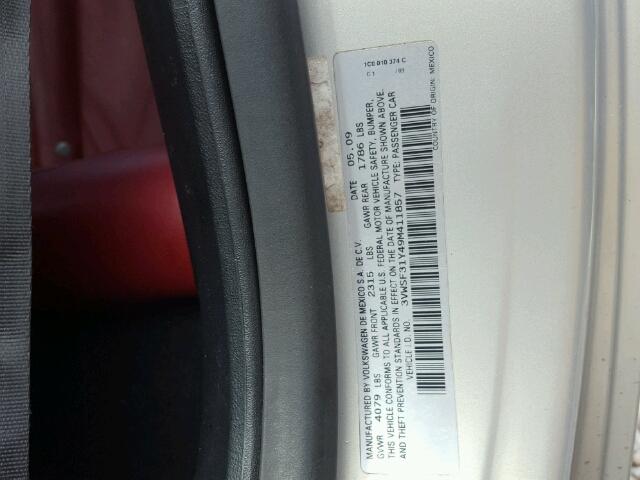 1C0 010 374 C
C1 /99
MANUFACTURED BY VOLKSWAGEN DE MEXICO S.A. DE C.V. DATE 05.09
GVWR 4079 LBS GAWR FRONT 2315 LBS GAWR REAR 1786 LBS
THIS VEHICLE CONFORMS TO ALL APPLICABLE U.S. FEDERAL MOTOR VEHICLE SAFETY, BUMPER,
THEFT PREVENTION STANDARDS IN EFFECT ON THE DATE OF MANUFACTURE SHOWN ABOVE.
VEHICLE I.D. NO. 3VWSF31Y49M411857 TYPE: PASSENGER CAR
COUNTRY OF ORIGIN: MEXICO